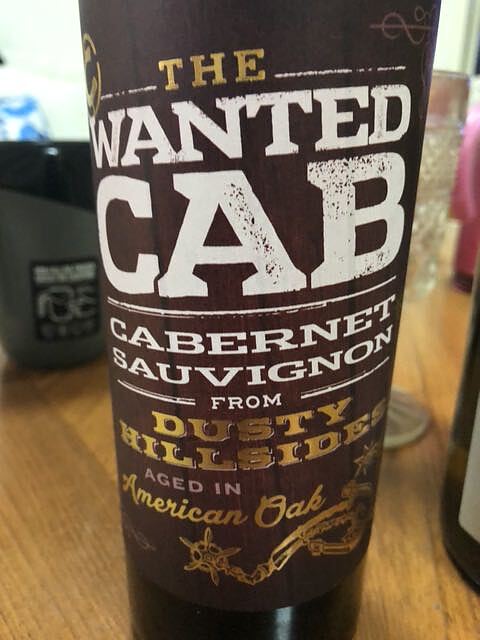 THE
WANTED
CAB
CABERNET
SAUVIGNON
FROM
DUSTY
HILLSIDES
AGED IN
American Oak